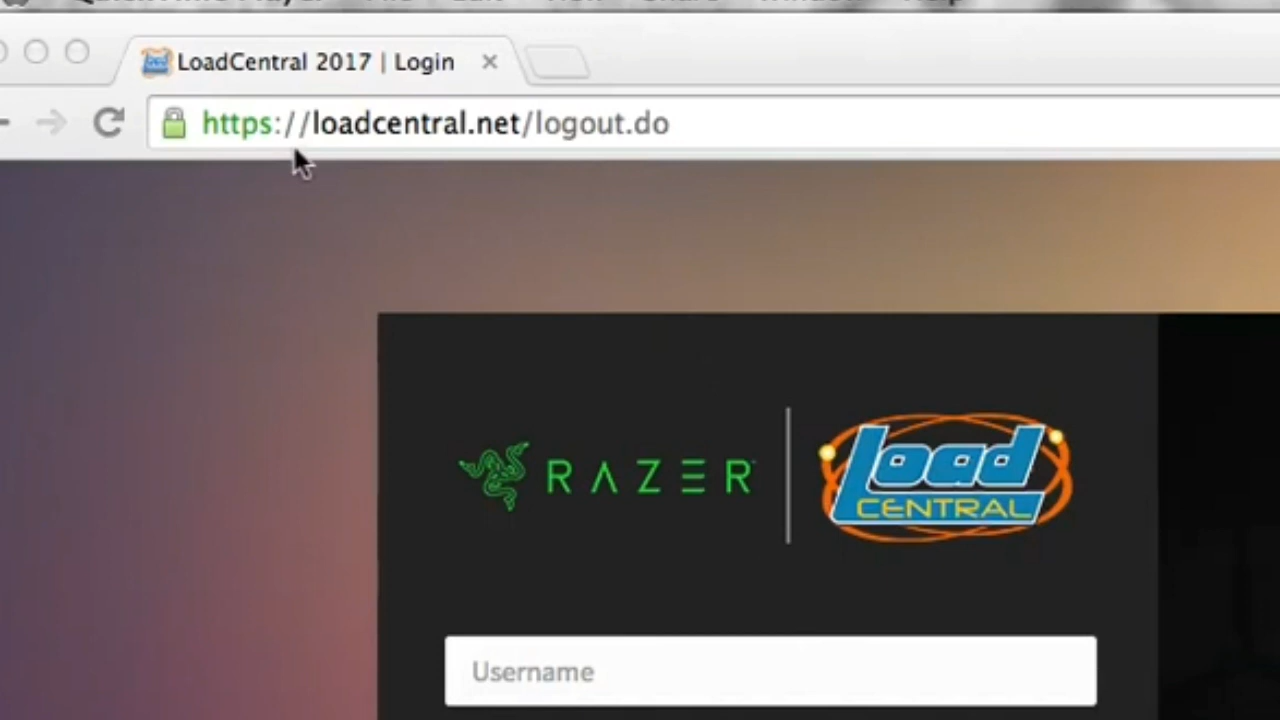 LoadCentral 2017 | Login
https://loadcentral.net/logout.do
RAZER
Load
CENTRAL
Username